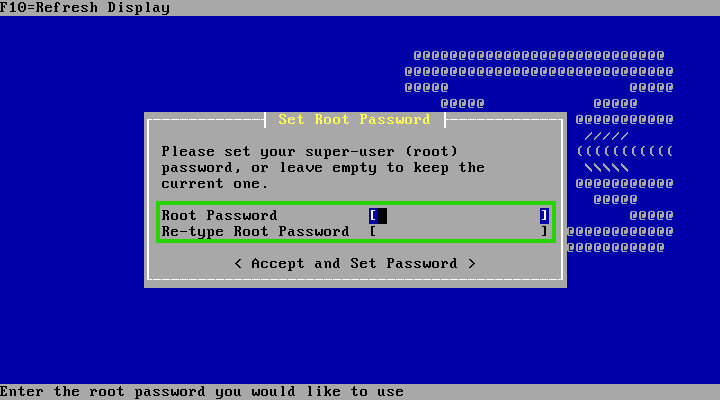 F10=Refresh Display
@@@@@@@@@@@@@@@@@@@@@@@@@@@@
@@@@@@@@@@@@@@@@@@@@@@@@@@@@@@
@@@@@ @@@@@
@@@@@ @@@@@
Set Root Password
@@@@@@@@@@@
/////
Please set your super-user (root)
(((((((((((
password, or leave empty to keep the
\\\\\
current one.
@@@@@@@@@@@
@@@@@
Root Password [ ]
@@@@@
Re-type Root Password [ ]
@@@@@@@@@@@@
@@@@@@@@@@@
< Accept and Set Password >
Enter the root password you would like to use